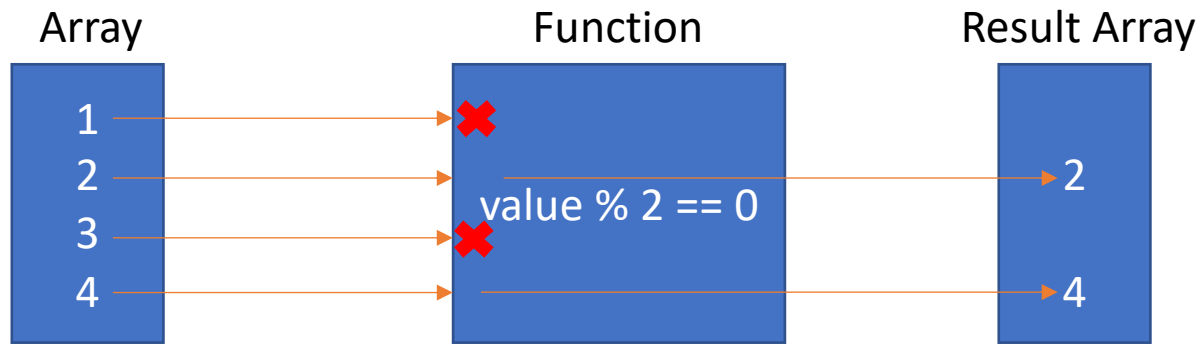 Array
Function
Result Array
1
2
2
value % 2 == 0
3
4
4